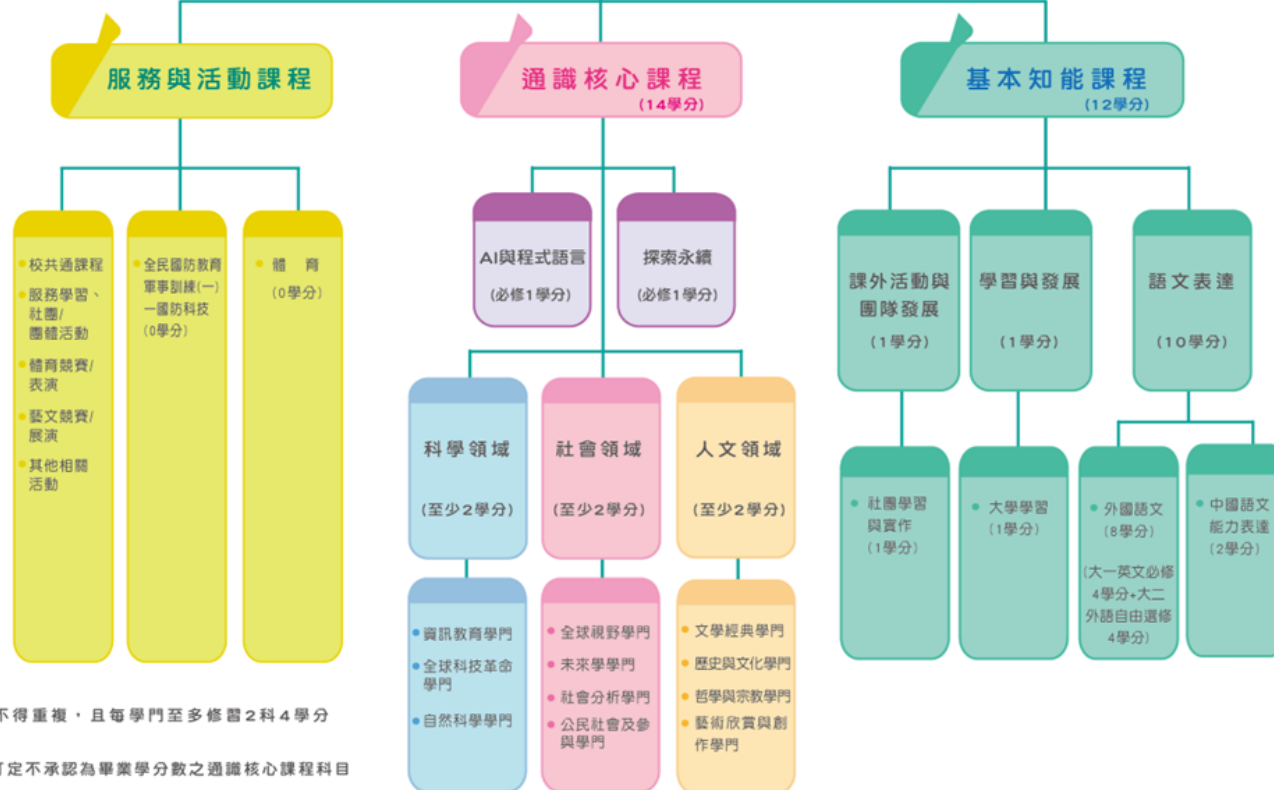 服務與活動課程
通識核心課程
(14學分)
基本知能課程
(12學分)
校共通課程
服務學習、
社團/
團體活動
體育競賽/
表演
藝文競賽/
展演
其他相關
活動
全民國防教育
軍事訓練(一)
一國防科技
(0學分)
體 育
(0學分)
AI與程式語言
(必修1學分)
探索永續
(必修1學分)
科學領域
(至少2學分)
社會領域
(至少2學分)
人文領域
(至少2學分)
資訊教育學門
全球科技革命
學門
自然科學學門
全球視野學門
未來學學門
社會分析學門
公民社會及參
與學門
文學經典學門
歷史與文化學門
哲學與宗教學門
藝術欣賞與創
作學門
課外活動與
團隊發展
(1學分)
學習與發展
(1學分)
語文表達
(10學分)
社團學習
與實作
(1學分)
大學學習
(1學分)
外國語文
(8學分)
(大一英文必修
4學分+大二
外語自由選修
4學分)
中國語文
能力表達
(2學分)
不得重複,且每學門至多修習2科4學分
訂定不承認為畢業學分數之通識核心課程科目